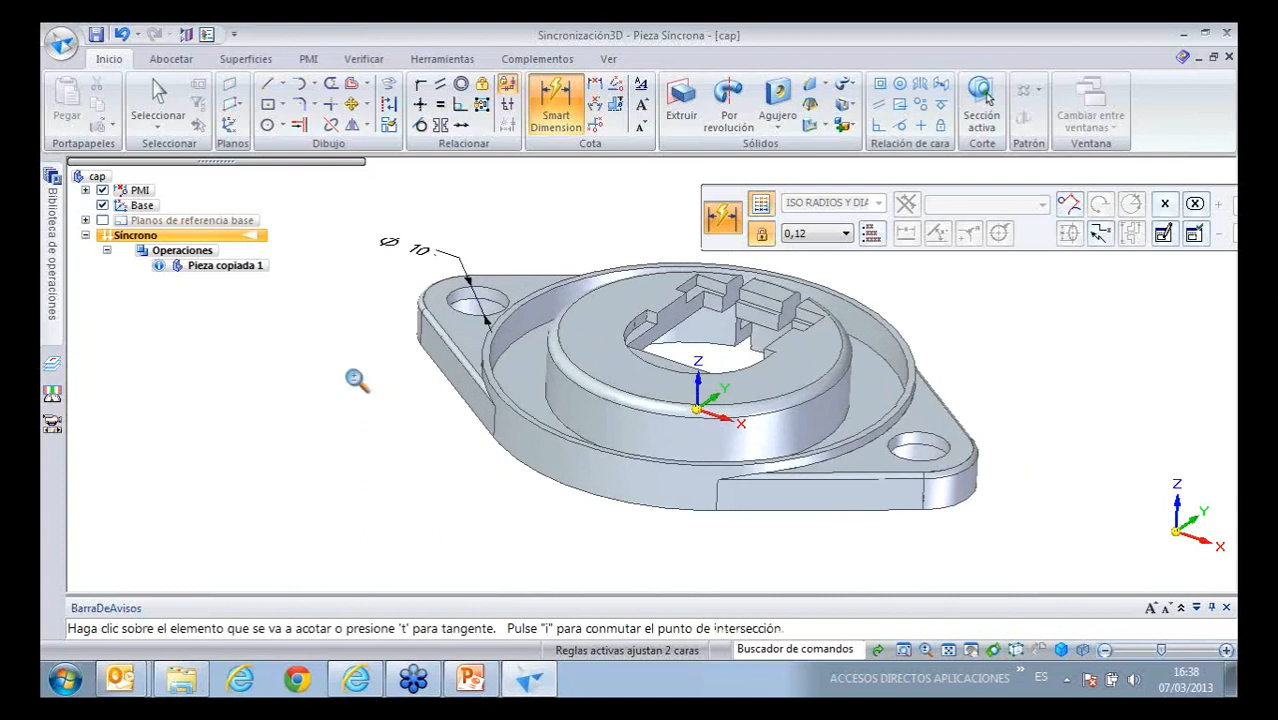 Sincronización3D - Pieza Síncrona - [cap]
Inicio Abocetar Superficies PMI Verificar Herramientas Complementos Ver
Pegar
Seleccionar
Smart Dimension
Extruir
Por revolución
Agujero
Sección activa
Cambiar entre ventanas
Portapapeles Seleccionar Planos Dibujo Relacionar Cota Sólidos Relación de cara Corte Patrón Ventana
Biblioteca de operaciones
cap
PMI
Base
Planos de referencia base
Síncrono
Operaciones
Pieza copiada 1
ISO RADIOS Y DIA
0,12
Ø 10
Z
Y
X
Z
Y
X
BarraDeAvisos
Haga clic sobre el elemento que se va a acotar o presione 't' para tangente. Pulse "i" para conmutar el punto de intersección.
Reglas activas ajustan 2 caras
Buscador de comandos
ACCESOS DIRECTOS APLICACIONES
ES
16:38
07/03/2013